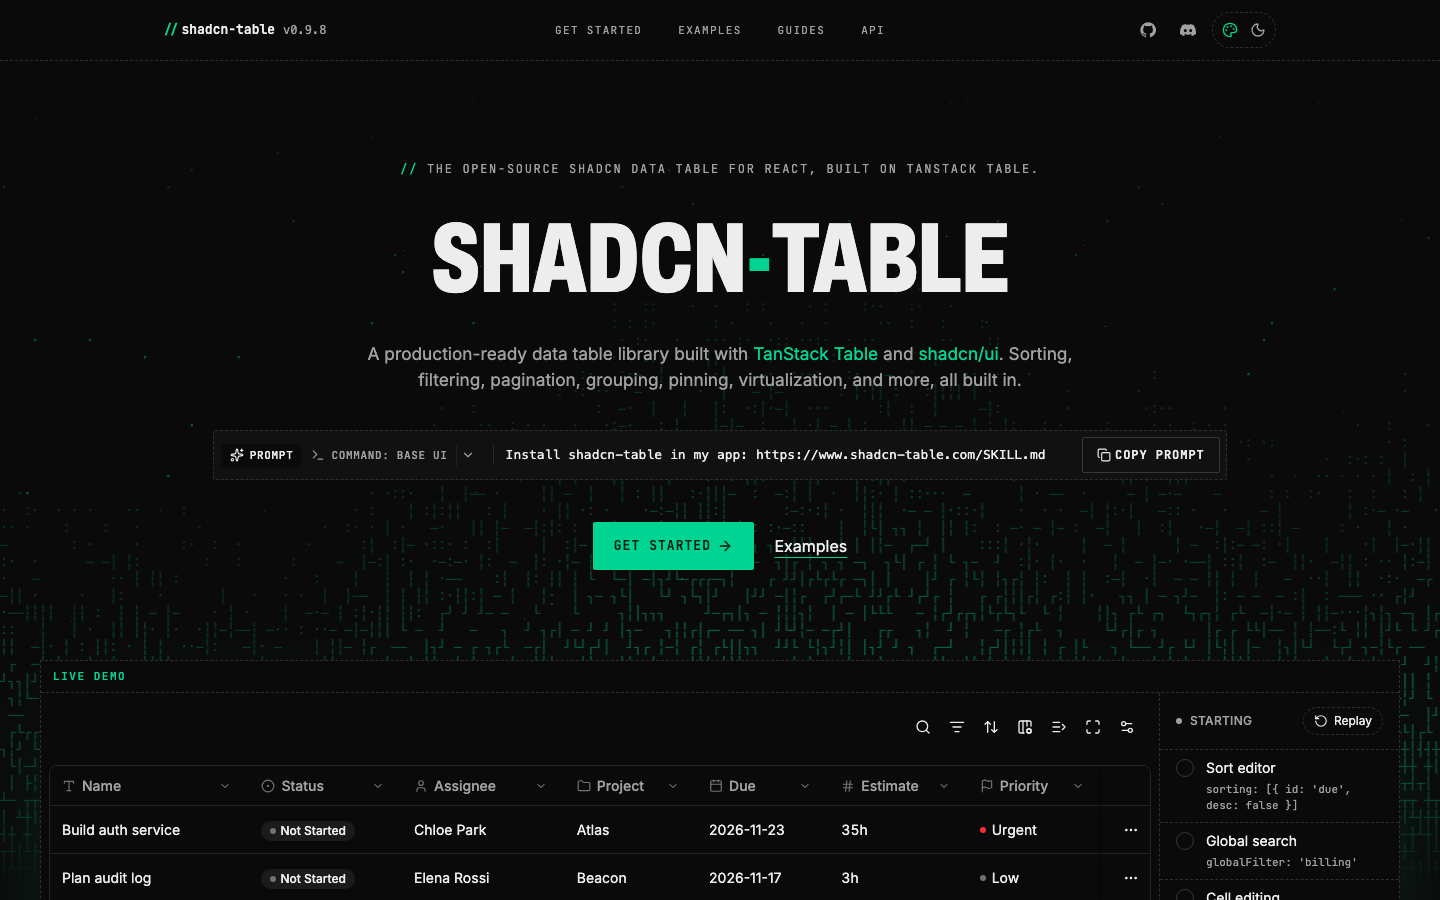 // shadcn-table v0.9.8
GET STARTED EXAMPLES GUIDES API
// THE OPEN-SOURCE SHADCN DATA TABLE FOR REACT, BUILT ON TANSTACK TABLE.
SHADCN-TABLE
A production-ready data table library built with TanStack Table and shadcn/ui. Sorting,
filtering, pagination, grouping, pinning, virtualization, and more, all built in.
PROMPT COMMAND: BASE UI Install shadcn-table in my app: https://www.shadcn-table.com/SKILL.md COPY PROMPT
GET STARTED → Examples
LIVE DEMO
STARTING Replay
Name Status Assignee Project Due Estimate Priority
Build auth service Not Started Chloe Park Atlas 2026-11-23 35h Urgent ...
Plan audit log Not Started Elena Rossi Beacon 2026-11-17 3h Low ...
Sort editor
sorting: [{ id: 'due',
desc: false }]
Global search
globalFilter: 'billing'
Cell editing